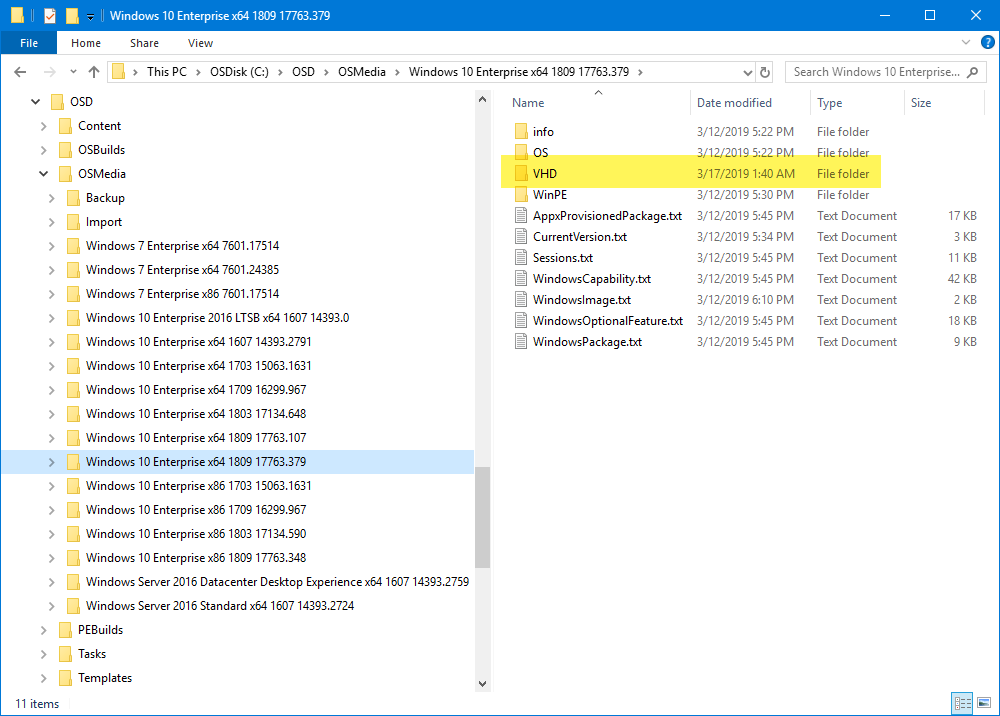 Windows 10 Enterprise x64 1809 17763.379
File Home Share View
This PC OSDisk (C:) OSD OSMedia Windows 10 Enterprise x64 1809 17763.379 Search Windows 10 Enterprise...
OSD
Content
OSBuilds
OSMedia
Backup
Import
Windows 7 Enterprise x64 7601.17514
Windows 7 Enterprise x64 7601.24385
Windows 7 Enterprise x86 7601.17514
Windows 10 Enterprise 2016 LTSB x64 1607 14393.0
Windows 10 Enterprise x64 1607 14393.2791
Windows 10 Enterprise x64 1703 15063.1631
Windows 10 Enterprise x64 1709 16299.967
Windows 10 Enterprise x64 1803 17134.648
Windows 10 Enterprise x64 1809 17763.107
Windows 10 Enterprise x64 1809 17763.379
Windows 10 Enterprise x86 1703 15063.1631
Windows 10 Enterprise x86 1709 16299.967
Windows 10 Enterprise x86 1803 17134.590
Windows 10 Enterprise x86 1809 17763.348
Windows Server 2016 Datacenter Desktop Experience x64 1607 14393.2759
Windows Server 2016 Standard x64 1607 14393.2724
PEBuilds
Tasks
Templates
Name Date modified Type Size
info 3/12/2019 5:22 PM File folder
OS 3/12/2019 5:22 PM File folder
VHD 3/17/2019 1:40 AM File folder
WinPE 3/12/2019 5:30 PM File folder
AppxProvisionedPackage.txt 3/12/2019 5:45 PM Text Document 17 KB
CurrentVersion.txt 3/12/2019 5:34 PM Text Document 3 KB
Sessions.txt 3/12/2019 5:45 PM Text Document 11 KB
WindowsCapability.txt 3/12/2019 5:45 PM Text Document 42 KB
WindowsImage.txt 3/12/2019 6:10 PM Text Document 2 KB
WindowsOptionalFeature.txt 3/12/2019 5:45 PM Text Document 18 KB
WindowsPackage.txt 3/12/2019 5:45 PM Text Document 9 KB
11 items